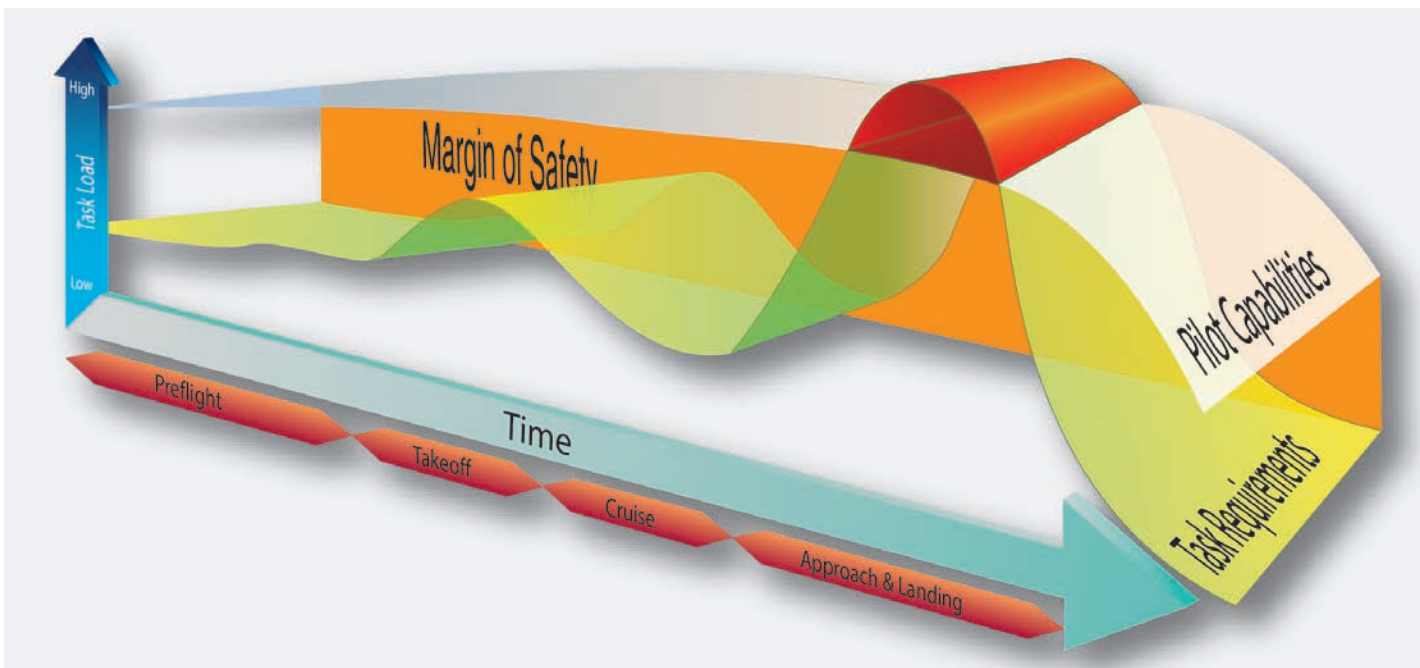 High
Task Load
Low
Margin of Safety
Pilot Capabilities
Task Requirements
Time
Preflight
Takeoff
Cruise
Approach & Landing